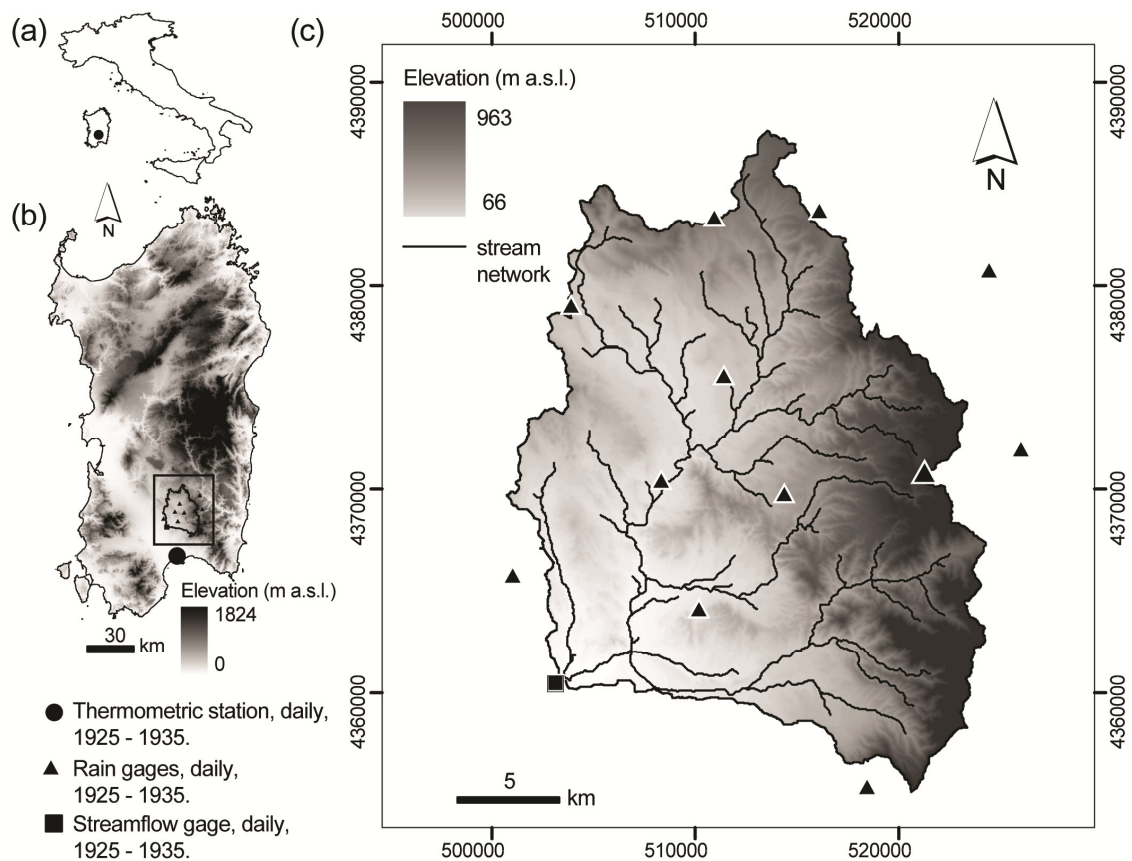 (a)
(b)
N
Elevation (m a.s.l.)
1824
0
30
km
Thermometric station, daily,
1925 - 1935.
Rain gages, daily,
1925 - 1935.
Streamflow gage, daily,
1925 - 1935.
(c)
500000
510000
520000
4390000
4380000
4370000
4360000
Elevation (m a.s.l.)
963
66
stream
network
N
5
km
4390000
4380000
4370000
4360000
500000
510000
520000